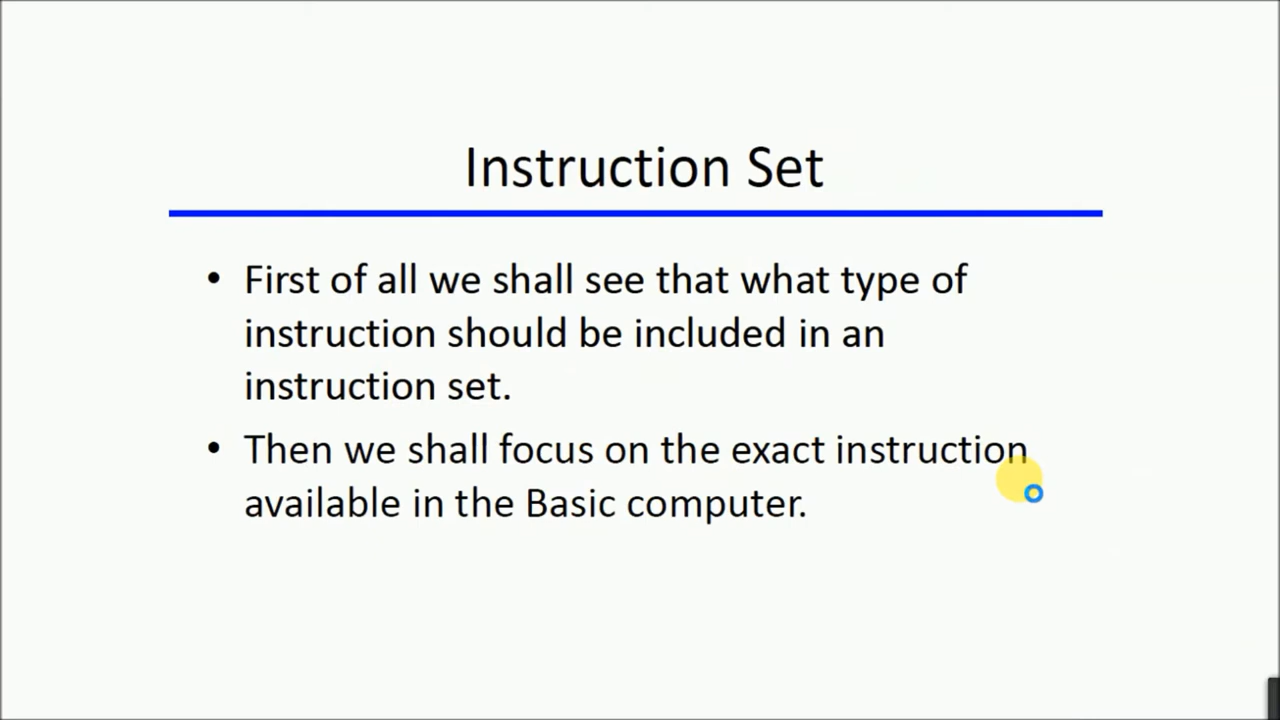 Instruction Set
• First of all we shall see that what type of
instruction should be included in an
instruction set.
• Then we shall focus on the exact instruction
available in the Basic computer.